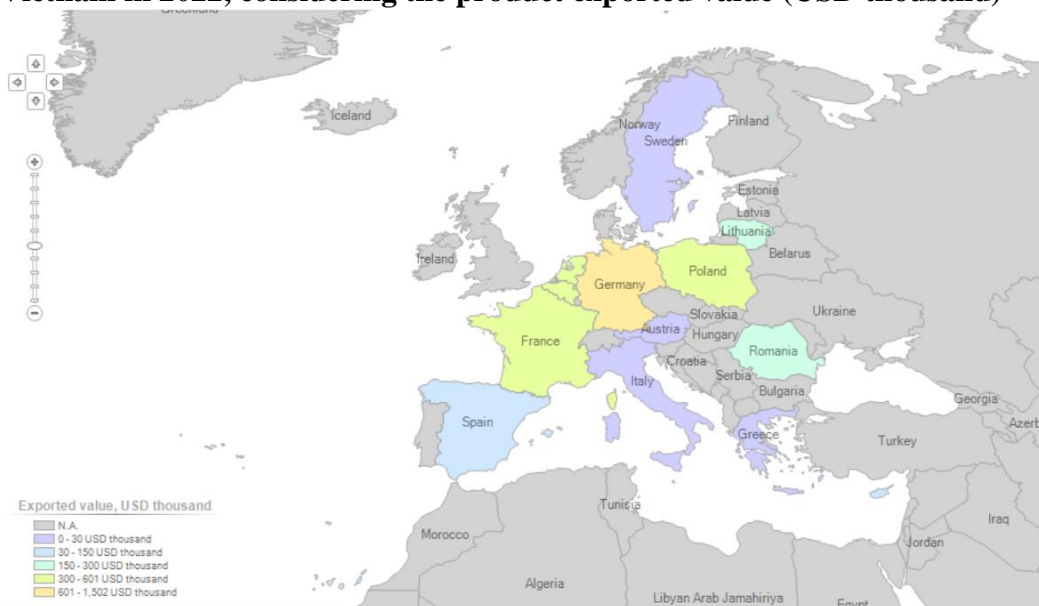 Vietnam in 2022, considering the product exported value (USD thousand)
Greenland
Iceland
Norway
Sweden
Finland
Estonia
Latvia
Lithuania
Belarus
Ireland
Germany
Poland
Ukraine
Slovakia
France
Austria
Hungary
Romania
Croatia
Italy
Serbia
Bulgaria
Georgia
Spain
Greece
Turkey
Azerb
Exported value, USD thousand
N.A.
0 - 30 USD thousand
30 - 150 USD thousand
150 - 300 USD thousand
300 - 601 USD thousand
601 - 1,502 USD thousand
Tunisia
Morocco
Iraq
Jordan
Algeria
Libyan Arab Jamahiriya
Egypt